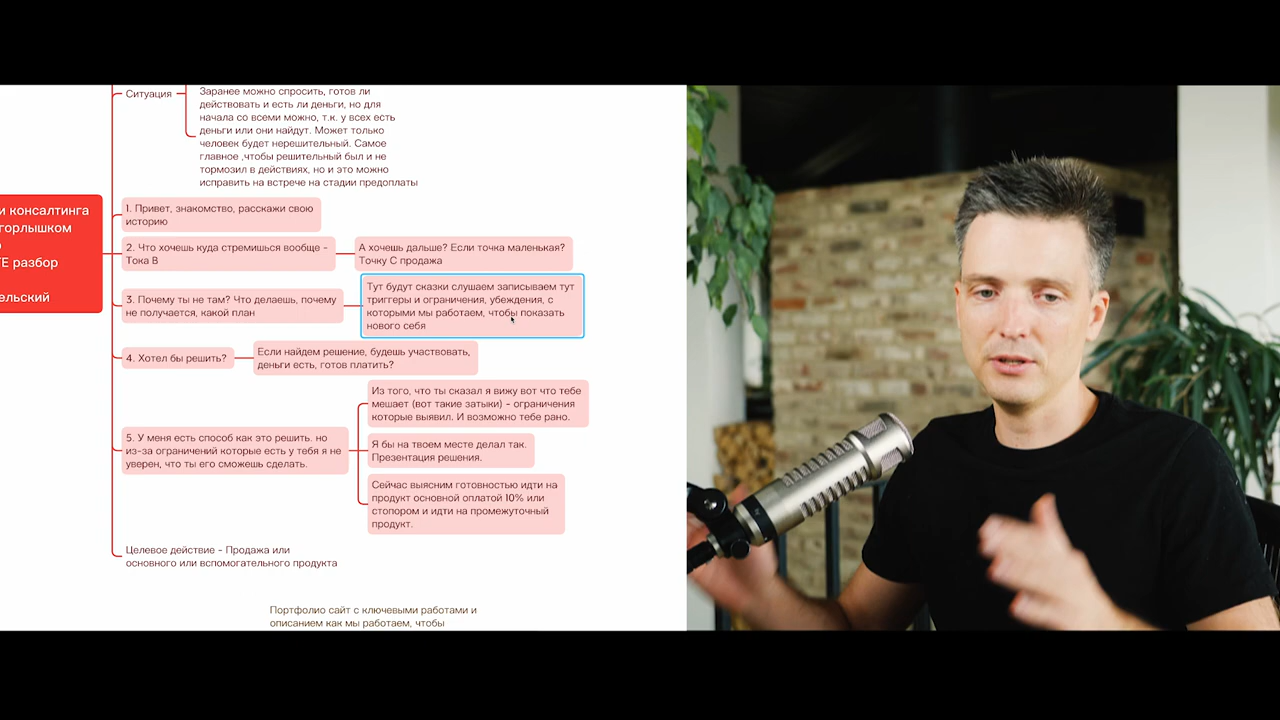 Ситуация
Заранее можно спросить, готов ли
действовать и есть ли деньги, но для
начала со всеми можно, т.к. у всех есть
деньги или они найдут. Может только
человек будет нерешительный. Самое
главное ,чтобы решительный был и не
тормозил в действиях, но и это можно
исправить на встрече на стадии предоплаты
и консалтинга
горлышком
о
ТЕ разбор
ельский
1. Привет, знакомство, расскажи свою
историю
2. Что хочешь куда стремишься вообще -
Тока В
А хочешь дальше? Если точка маленькая?
Точку С продажа
3. Почему ты не там? Что делаешь, почему
не получается, какой план
Тут будут сказки слушаем записываем тут
триггеры и ограничения, убеждения, с
которыми мы работаем, чтобы показать
нового себя
4. Хотел бы решить?
Если найдем решение, будешь участвовать,
деньги есть, готов платить?
5. У меня есть способ как это решить. но
из-за ограничений которые есть у тебя я не
уверен, что ты его сможешь сделать.
Из того, что ты сказал я вижу вот что тебе
мешает (вот такие затыки) - ограничения
которые выявил. И возможно тебе рано.
Я бы на твоем месте делал так.
Презентация решения.
Сейчас выясним готовностью идти на
продукт основной оплатой 10% или
стопором и идти на промежуточный
продукт.
Целевое действие - Продажа или
основного или вспомогательного продукта
Портфолио сайт с ключевыми работами и
описанием как мы работаем, чтобы